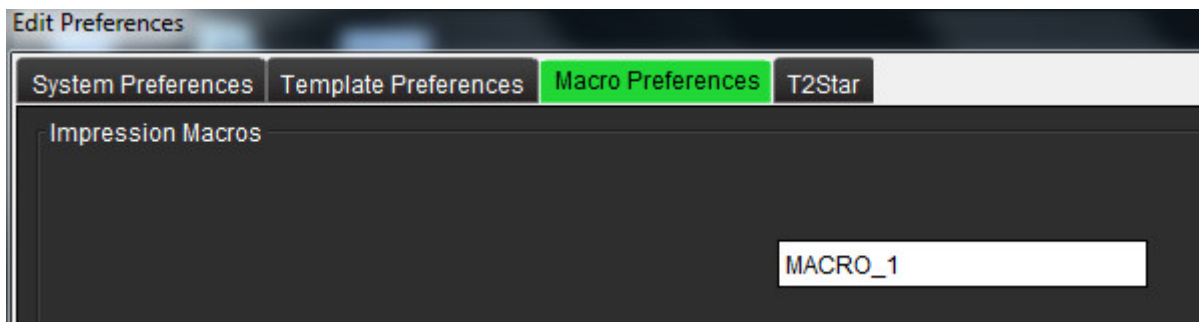 Edit Preferences
System Preferences Template Preferences Macro Preferences T2Star
Impression Macros
MACRO_1